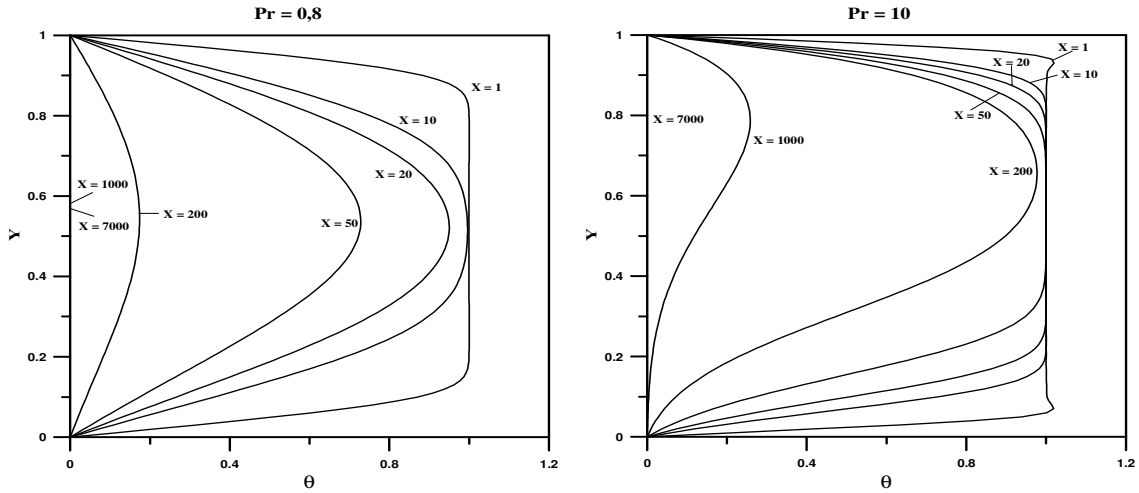 Pr = 0,8
1
0.8
0.6
0.4
0.2
0
Y
X = 1
X = 10
X = 20
X = 50
X = 1000
X = 200
X = 7000
0
0.4
0.8
1.2
θ
Pr = 10
1
0.8
0.6
0.4
0.2
0
Y
X = 1
X = 20
X = 10
X = 50
X = 7000
X = 1000
X = 200
0
0.4
0.8
1.2
θ